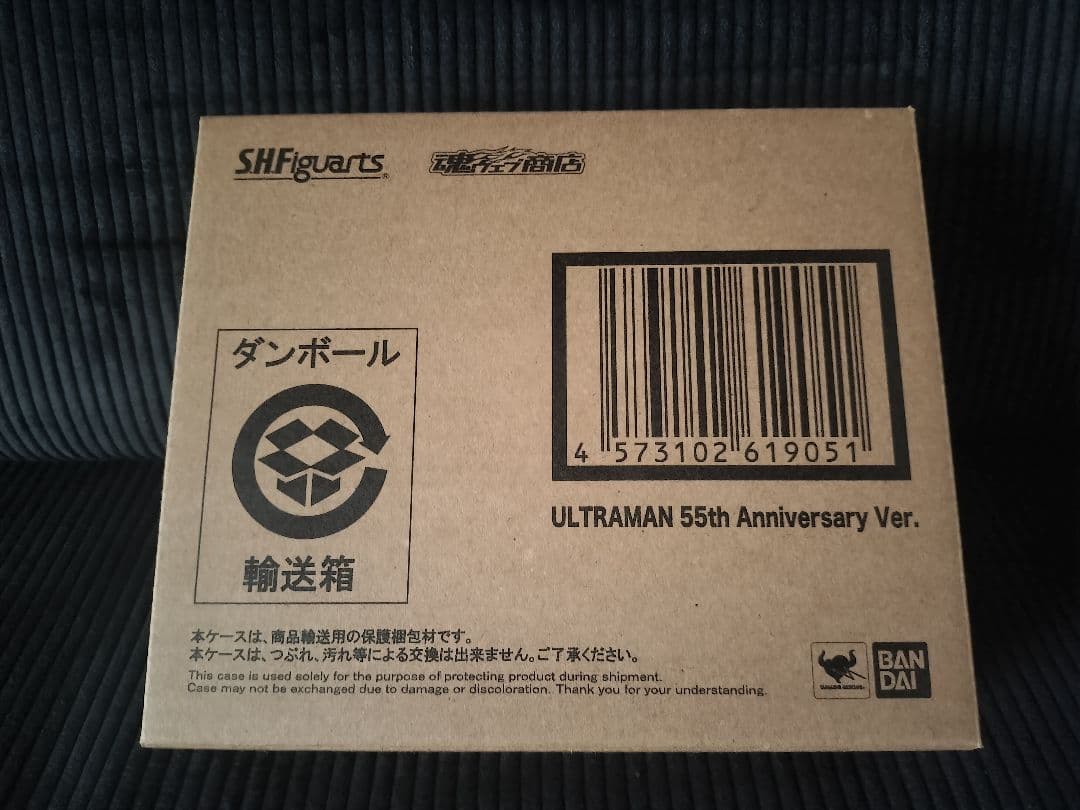 S.H.Figuarts®
魂ウェブ商店
ダンボール
輸送箱
4 573102 619051
ULTRAMAN 55th Anniversary Ver.
本ケースは、商品輸送用の保護梱包材です。
本ケースは、つぶれ、汚れ等による交換は出来ません。ご了承ください。
This case is used solely for the purpose of protecting product during shipment.
Case may not be exchanged due to damage or discoloration. Thank you for your understanding.
BAN
DAI